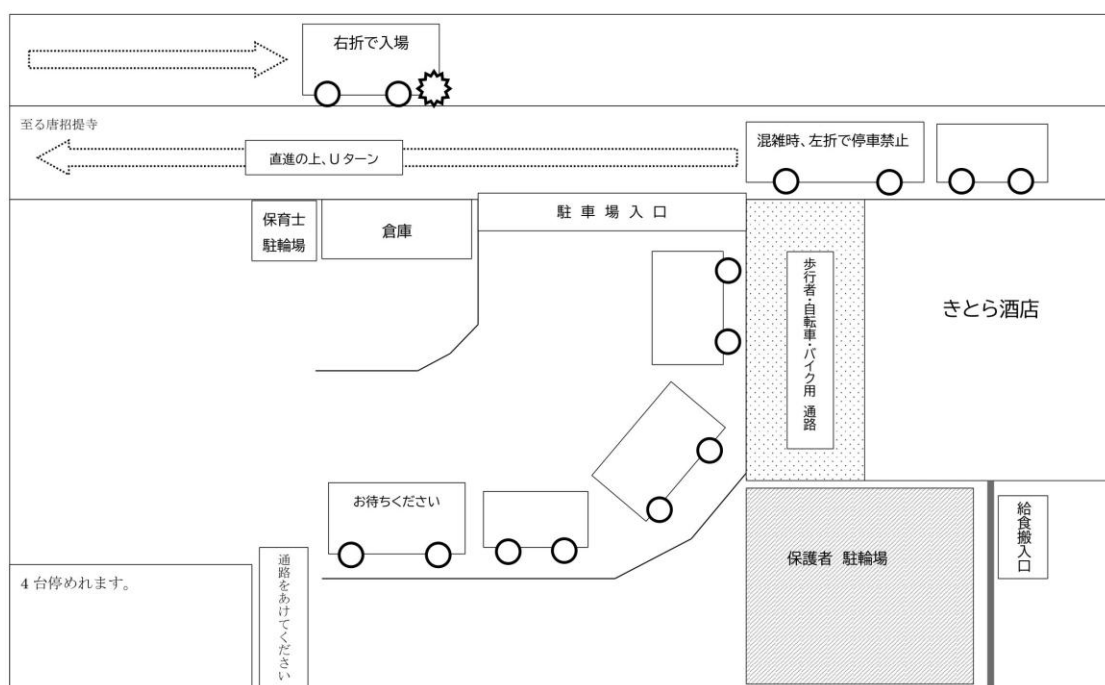 右折で入場
至る唐招提寺
直進の上、Uターン
混雑時、左折で停車禁止
保育士
駐輪場
倉庫
駐車場入口
歩行者・自転車・バイク用 通路
きとら酒店
お待ちください
4台停めれます。
通路をあけてください
保護者 駐輪場
給食搬入口